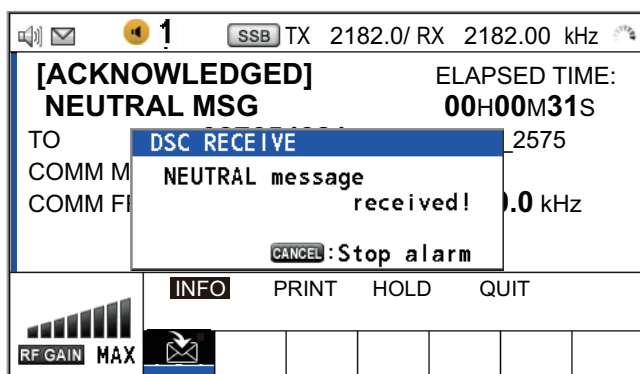 1 SSB TX 2182.0/ RX 2182.00 kHz
[ACKNOWLEDGED] ELAPSED TIME:
NEUTRAL MSG 00H00M31S
TO _2575
DSC RECEIVE
COMM
NEUTRAL message
received!
COMM .0 kHz
CANCEL:Stop alarm
INFO PRINT HOLD QUIT
RF GAIN MAX